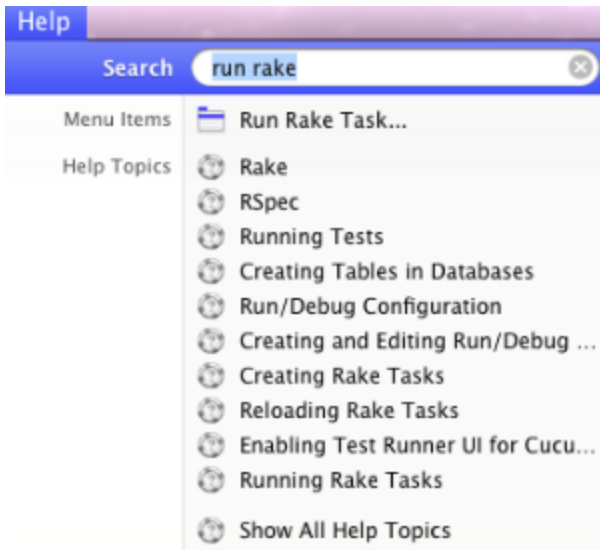 Help
Search run rake
Menu Items Run Rake Task...
Help Topics Rake
RSpec
Running Tests
Creating Tables in Databases
Run/Debug Configuration
Creating and Editing Run/Debug ...
Creating Rake Tasks
Reloading Rake Tasks
Enabling Test Runner UI for Cucu...
Running Rake Tasks
Show All Help Topics